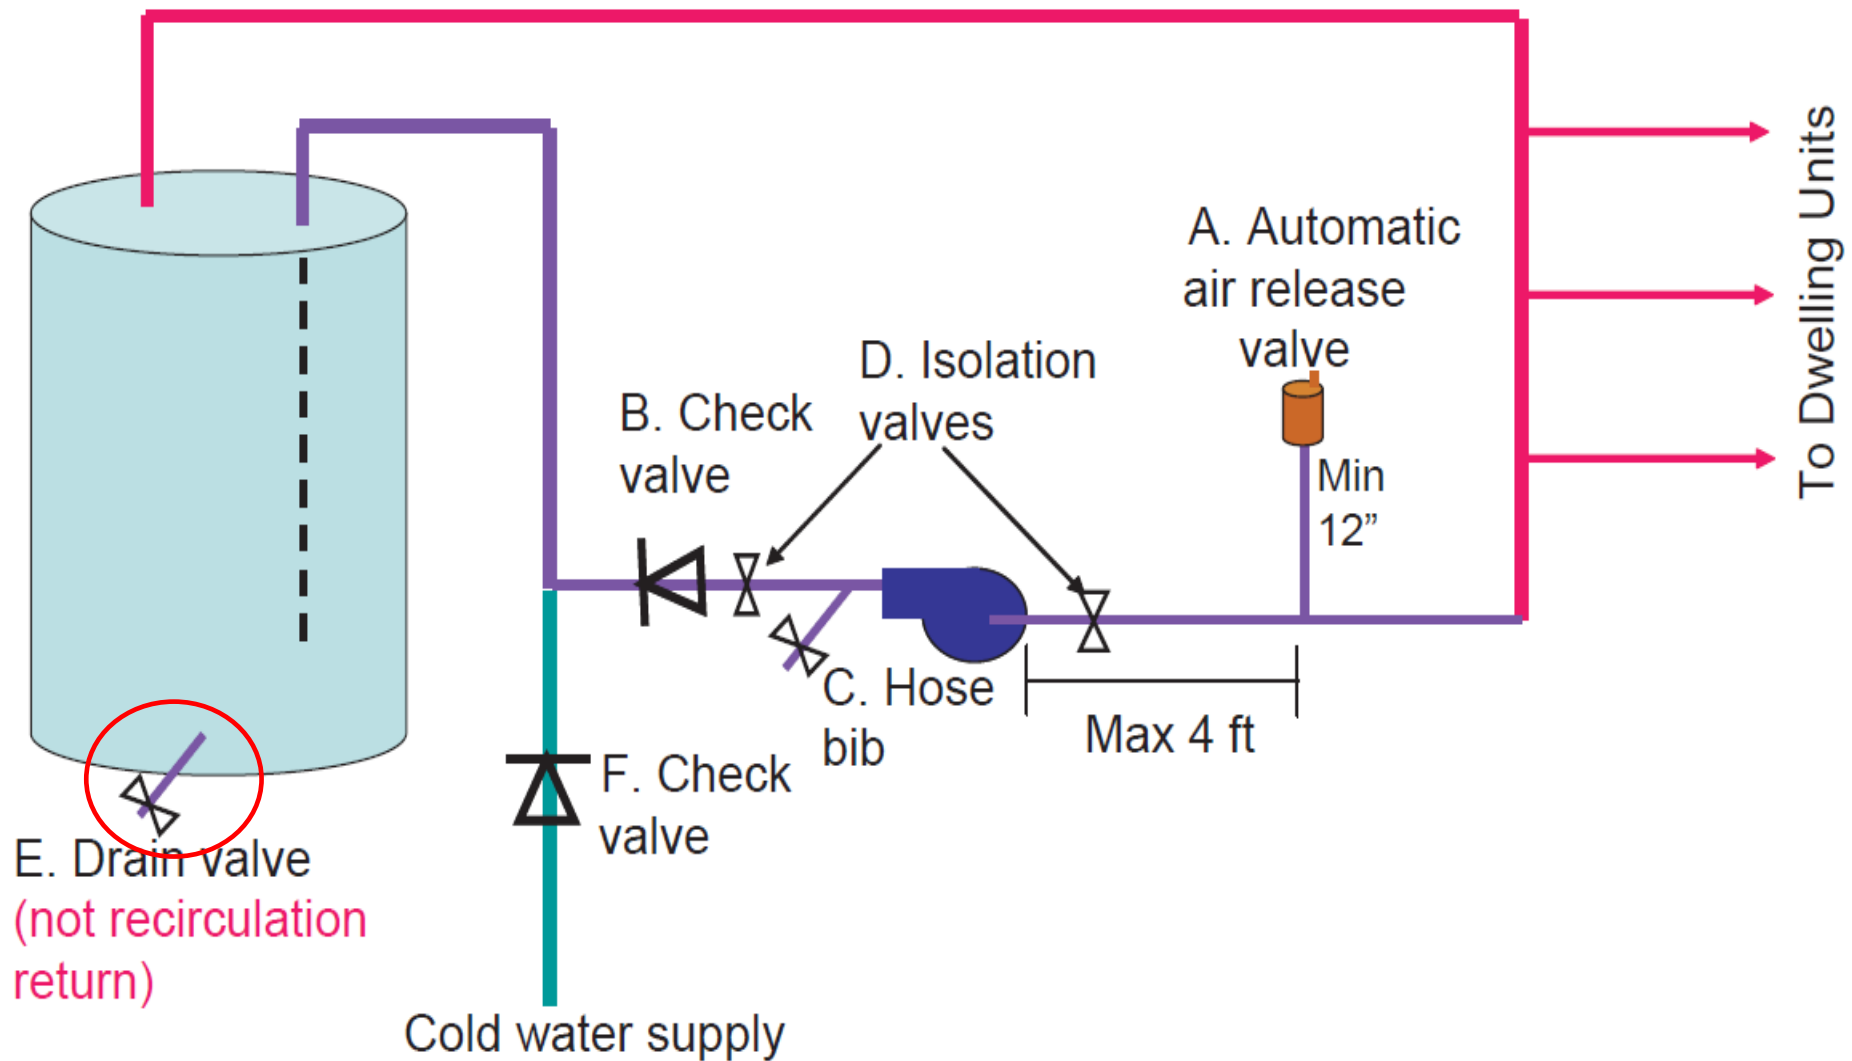 A. Automatic
air release
valve
D. Isolation
valves
B. Check
valve
Min
12”
To Dwelling Units
C. Hose
bib
Max 4 ft
F. Check
valve
E. Drain valve
(not recirculation
return)
Cold water supply